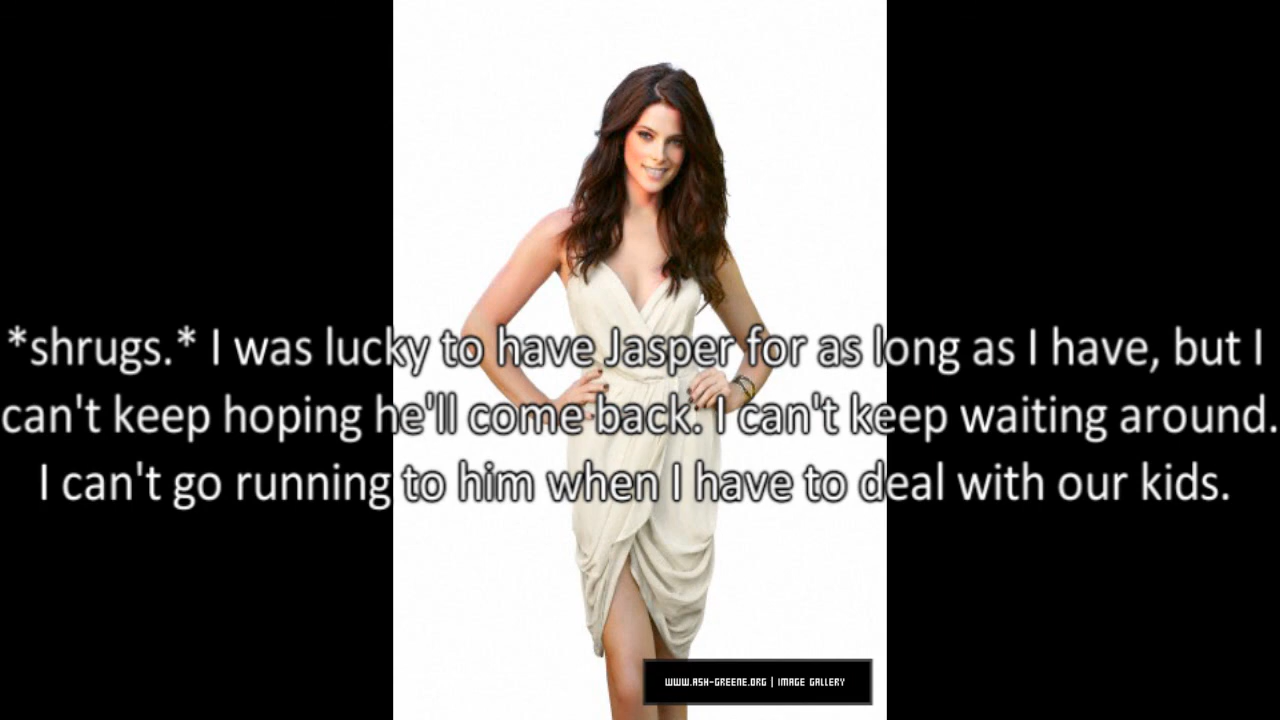 *shrugs.* I was lucky to have Jasper for as long as I have, but I
can't keep hoping he'll come back. I can't keep waiting around.
I can't go running to him when I have to deal with our kids.
WWW.ASH-GREENE.ORG | IMAGE GALLERY